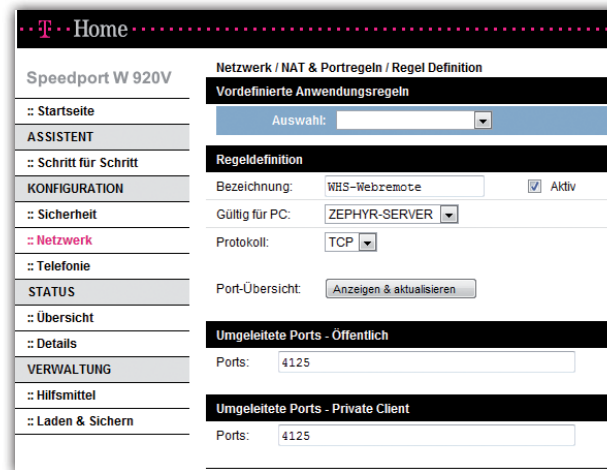 T Home
Speedport W 920V
:: Startseite
ASSISTENT
:: Schritt für Schritt
KONFIGURATION
:: Sicherheit
:: Netzwerk
:: Telefonie
STATUS
:: Übersicht
:: Details
VERWALTUNG
:: Hilfsmittel
:: Laden & Sichern
Netzwerk / NAT & Portregeln / Regel Definition
Vordefinierte Anwendungsregeln
Auswahl:
Regeldefinition
Bezeichnung: WHS-Webremote Aktiv
Gültig für PC: ZEPHYR-SERVER
Protokoll: TCP
Port-Übersicht: Anzeigen & aktualisieren
Umgeleitete Ports - Öffentlich
Ports: 4125
Umgeleitete Ports - Private Client
Ports: 4125